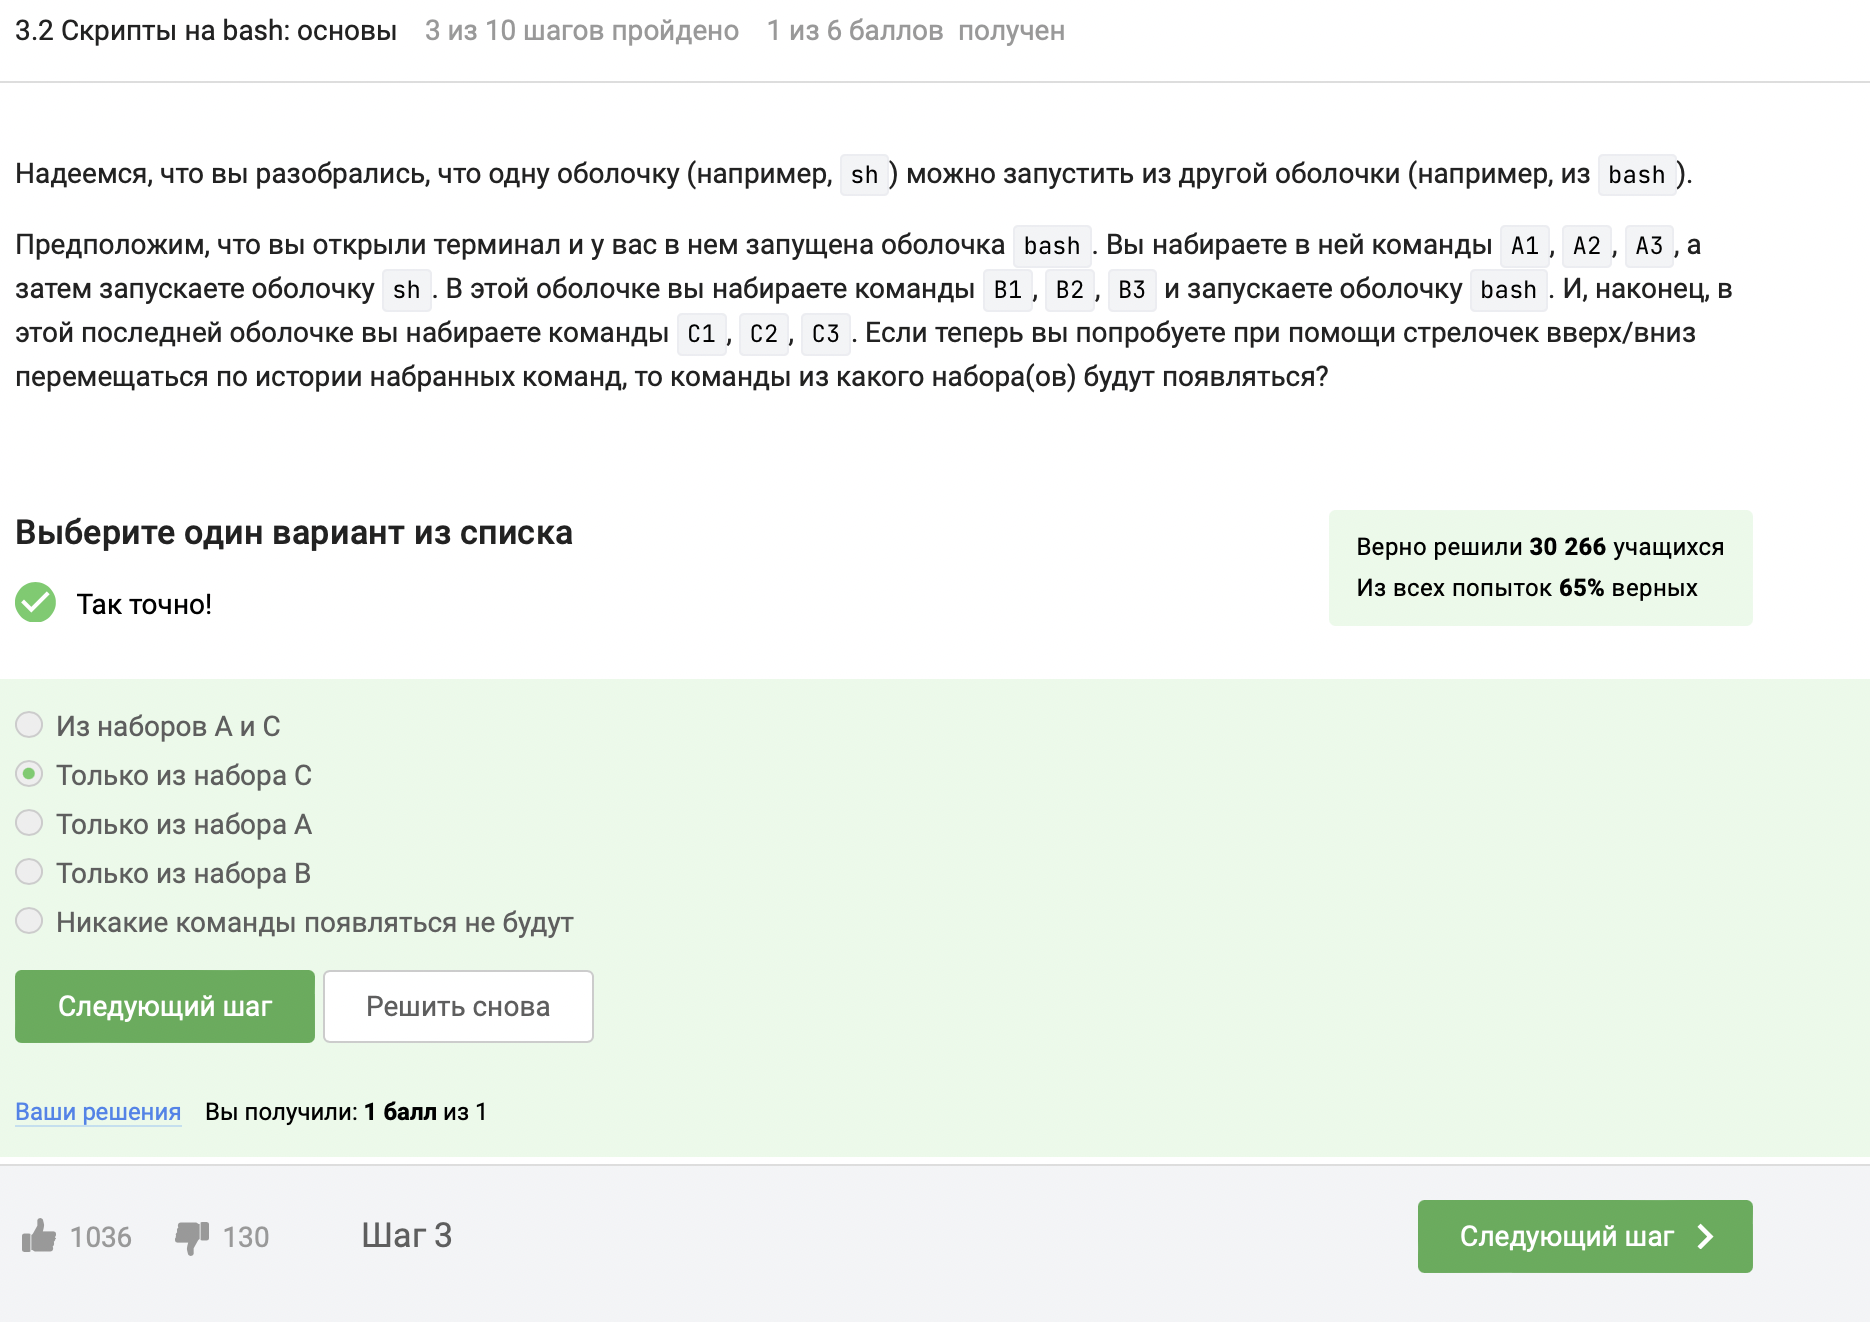 3.2 Скрипты на bash: основы 3 из 10 шагов пройдено 1 из 6 баллов получен
Надеемся, что вы разобрались, что одну оболочку (например, sh) можно запустить из другой оболочки (например, из bash).
Предположим, что вы открыли терминал и у вас в нем запущена оболочка bash. Вы набираете в ней команды A1, A2, A3, а
затем запускаете оболочку sh. В этой оболочке вы набираете команды B1, B2, B3 и запускаете оболочку bash. И, наконец, в
этой последней оболочке вы набираете команды C1, C2, C3. Если теперь вы попробуете при помощи стрелочек вверх/вниз
перемещаться по истории набранных команд, то команды из какого набора(ов) будут появляться?
Выберите один вариант из списка
Верно решили 30 266 учащихся
Из всех попыток 65% верных
Так точно!
Из наборов A и C
Только из набора C
Только из набора A
Только из набора B
Никакие команды появляться не будут
Следующий шаг Решить снова
Ваши решения Вы получили: 1 балл из 1
1036 130 Шаг 3 Следующий шаг